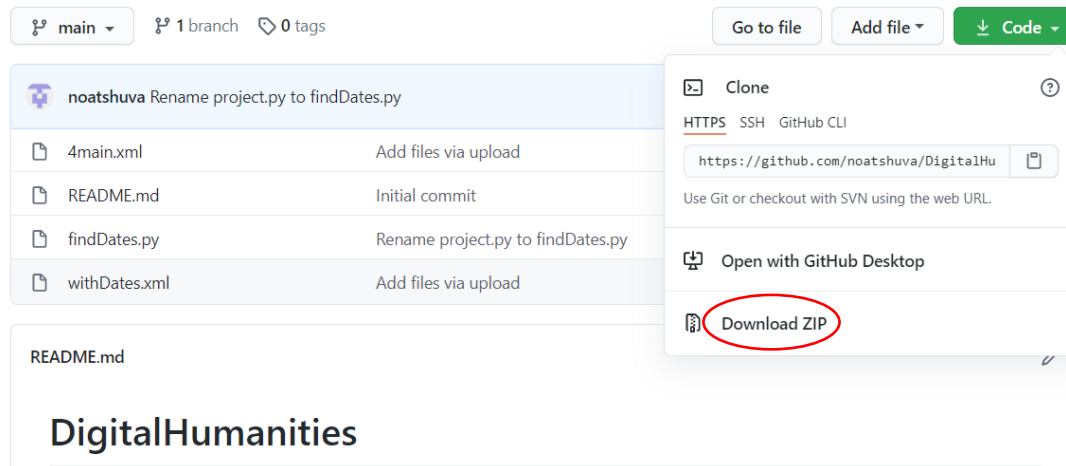 main 1 branch 0 tags Go to file Add file Code
noatshuva Rename project.py to findDates.py
4main.xml Add files via upload
README.md Initial commit
findDates.py Rename project.py to findDates.py
withDates.xml Add files via upload
Clone
HTTPS SSH GitHub CLI
https://github.com/noatshuva/DigitalHu
Use Git or checkout with SVN using the web URL.
Open with GitHub Desktop
Download ZIP
README.md
DigitalHumanities